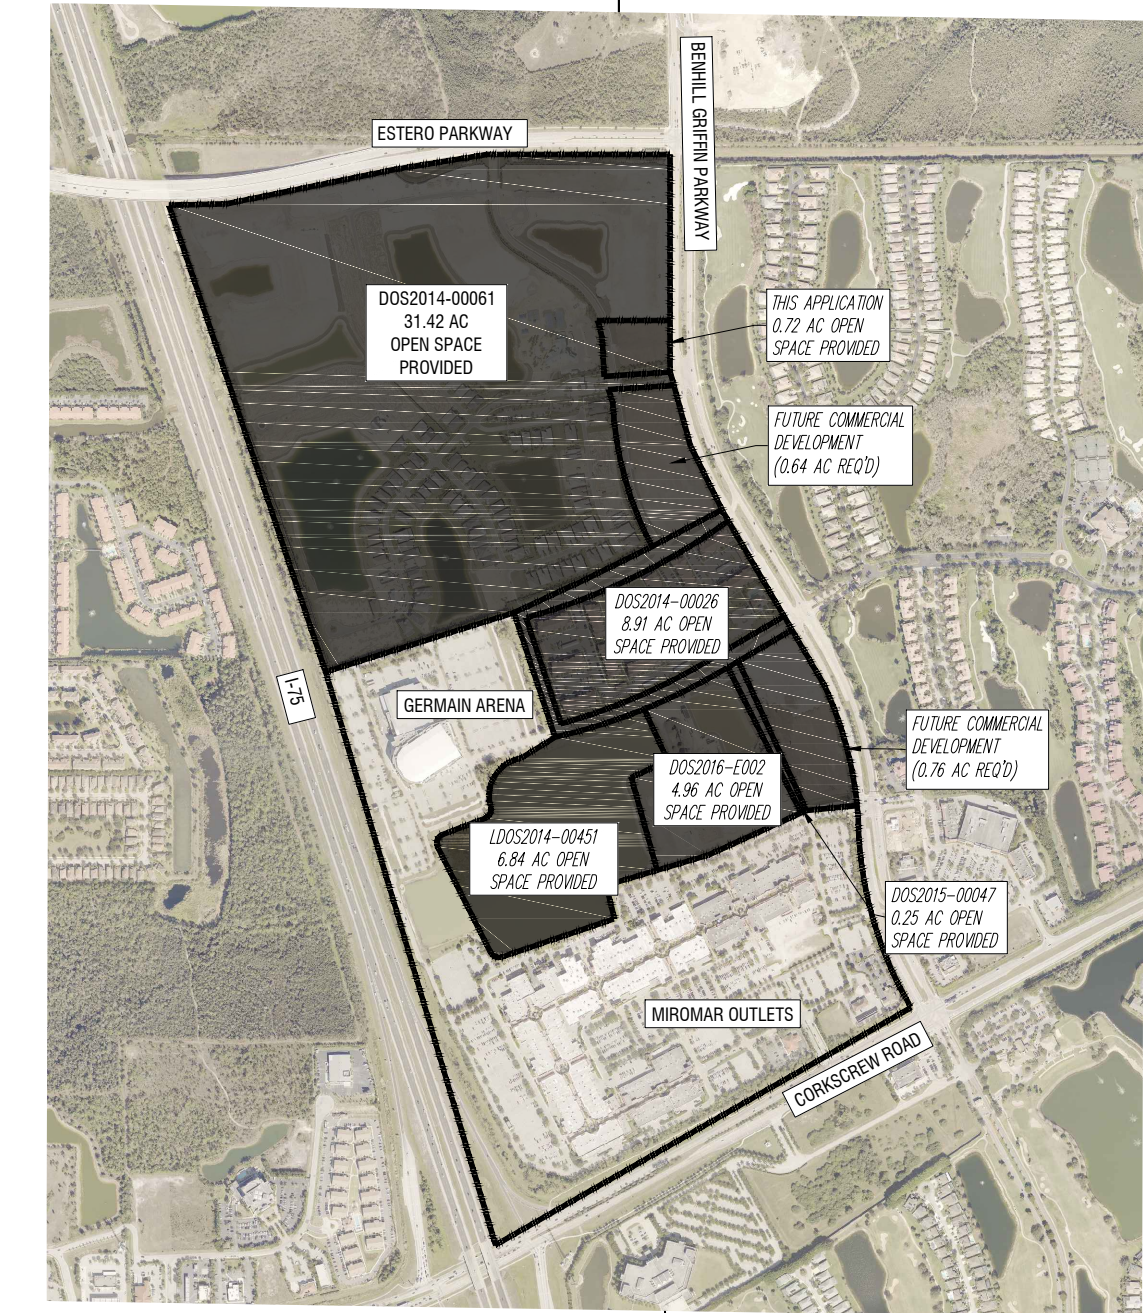 ESTERO PARKWAY
BENHILL GRIFFIN PARKWAY
DOS2014-00061
31.42 AC
OPEN SPACE
PROVIDED
THIS APPLICATION
0.72 AC OPEN
SPACE PROVIDED
FUTURE COMMERCIAL
DEVELOPMENT
(0.64 AC REQ'D)
DOS2014-00026
8.91 AC OPEN
SPACE PROVIDED
I-75
GERMAIN ARENA
FUTURE COMMERCIAL
DEVELOPMENT
(0.76 AC REQ'D)
DOS2016-E002
4.96 AC OPEN
SPACE PROVIDED
LDOS2014-00451
6.84 AC OPEN
SPACE PROVIDED
DOS2015-00047
0.25 AC OPEN
SPACE PROVIDED
MIROMAR OUTLETS
CORKSCREW ROAD